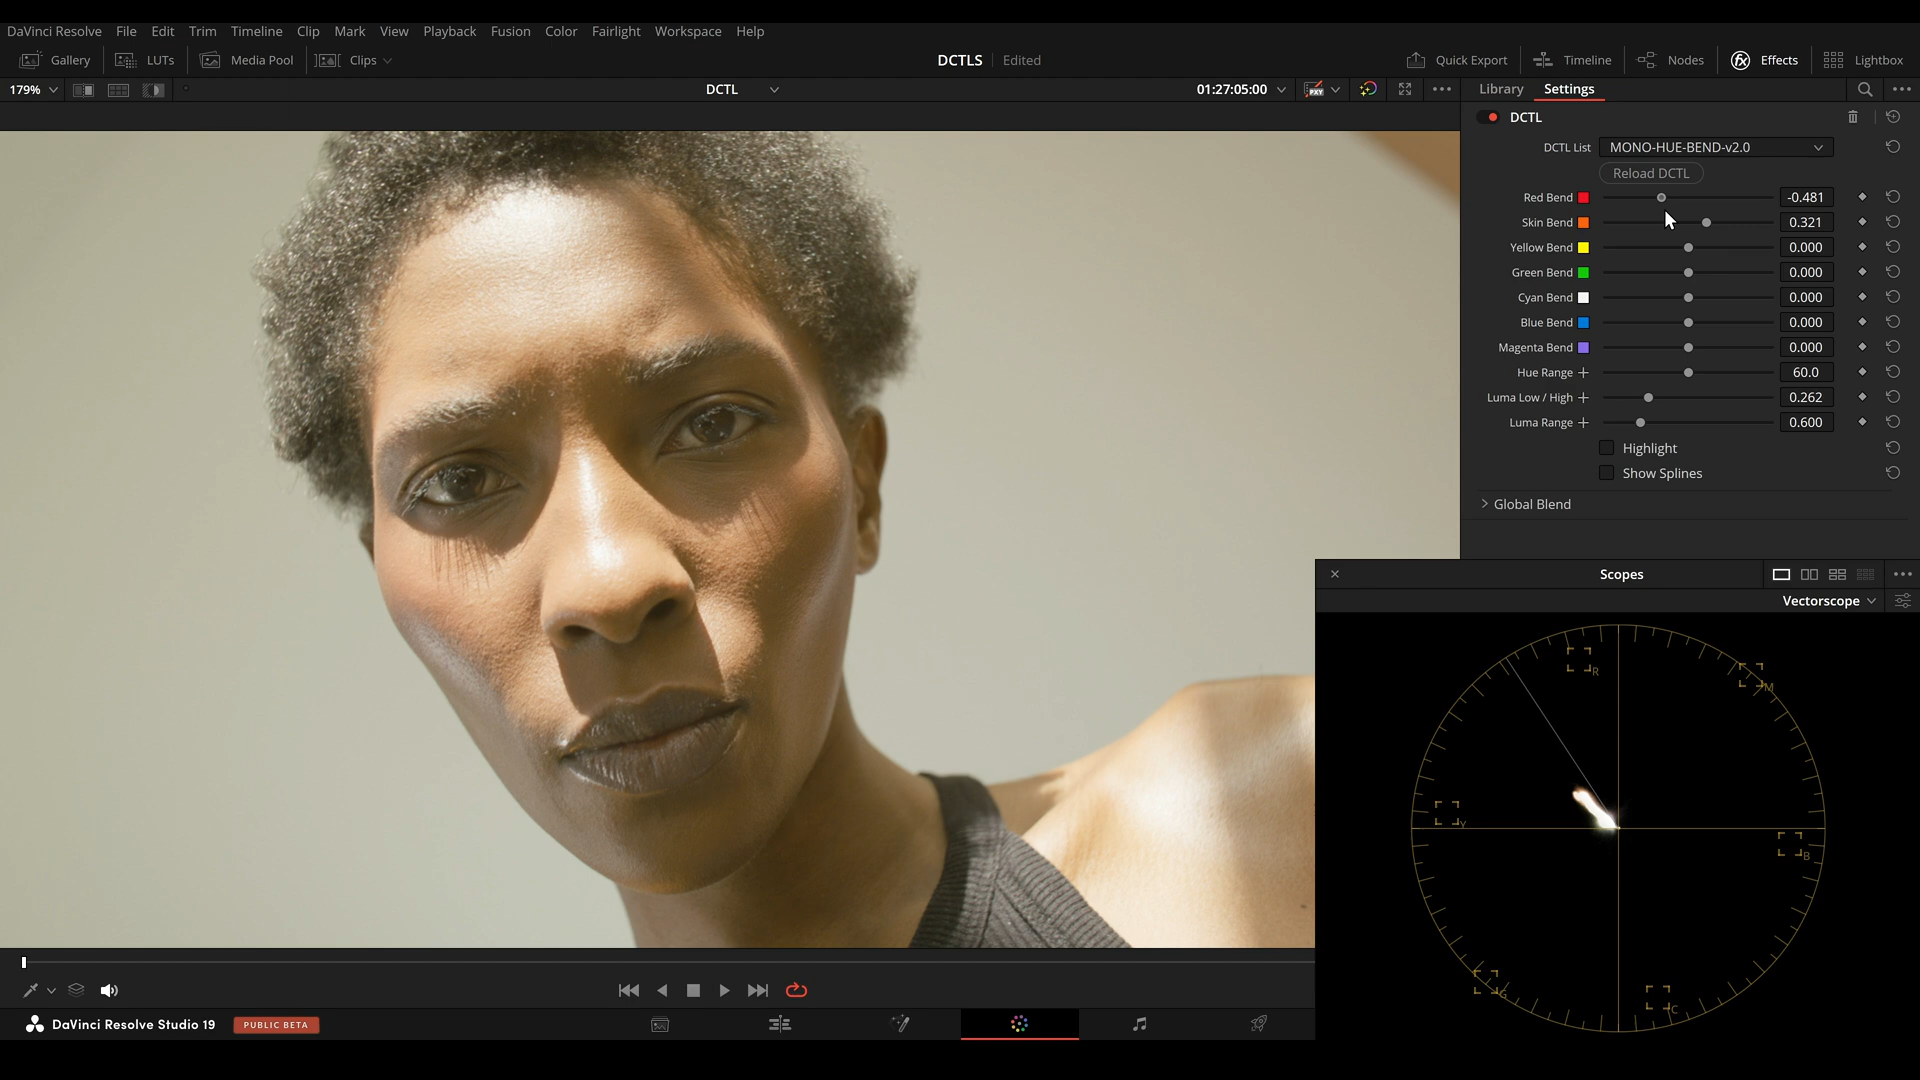 DaVinci Resolve File Edit Trim Timeline Clip Mark View Playback Fusion Color Fairlight Workspace Help
Gallery LUTs Media Pool Clips DCTLS Edited Quick Export Timeline Nodes Effects Lightbox
179% DCTL 01:27:05:00 PXY Library Settings
DCTL
DCTL List MONO-HUE-BEND-v2.0
Reload DCTL
Red Bend -0.481
Skin Bend 0.321
Yellow Bend 0.000
Green Bend 0.000
Cyan Bend 0.000
Blue Bend 0.000
Magenta Bend 0.000
Hue Range 60.0
Luma Low / High 0.262
Luma Range 0.600
Highlight
Show Splines
Global Blend
Scopes
Vectorscope
R
M
Y
B
G
C
DaVinci Resolve Studio 19 PUBLIC BETA